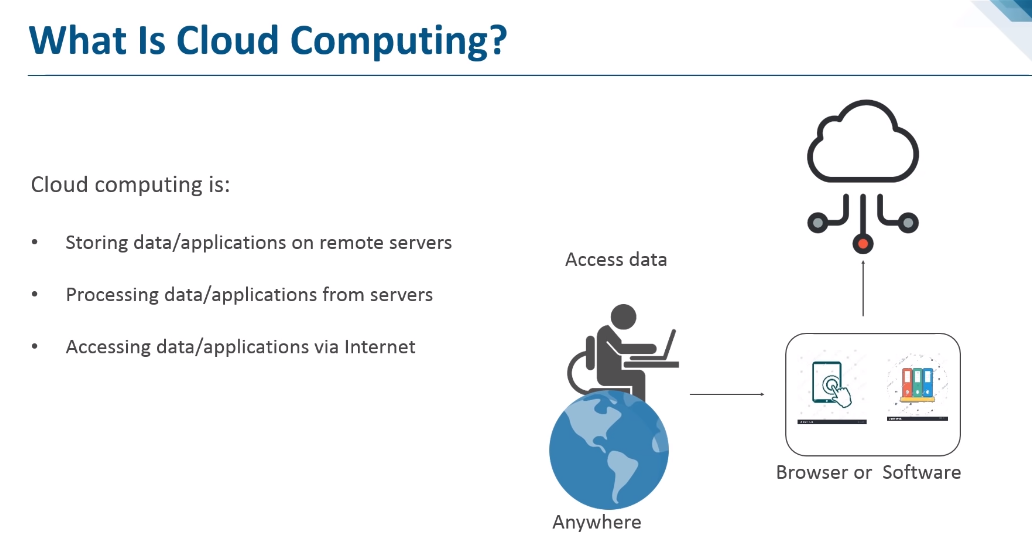 What Is Cloud Computing?
Cloud computing is:
• Storing data/applications on remote servers
• Processing data/applications from servers
• Accessing data/applications via Internet
Access data
Anywhere
Browser or Software